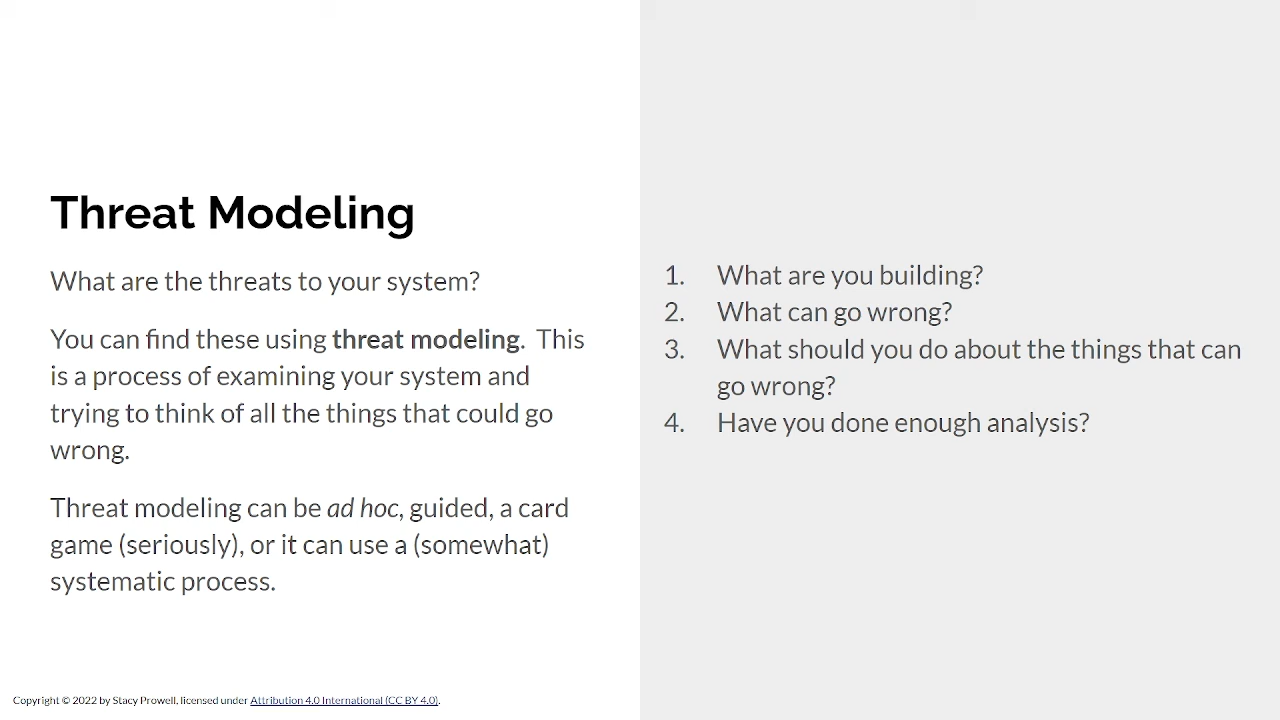 Threat Modeling
What are the threats to your system?
You can find these using threat modeling.  This
is a process of examining your system and
trying to think of all the things that could go
wrong.
Threat modeling can be ad hoc, guided, a card
game (seriously), or it can use a (somewhat)
systematic process.
1. What are you building?
2. What can go wrong?
3. What should you do about the things that can
go wrong?
4. Have you done enough analysis?
Copyright © 2022 by Stacy Prowell, licensed under Attribution 4.0 International (CC BY 4.0).